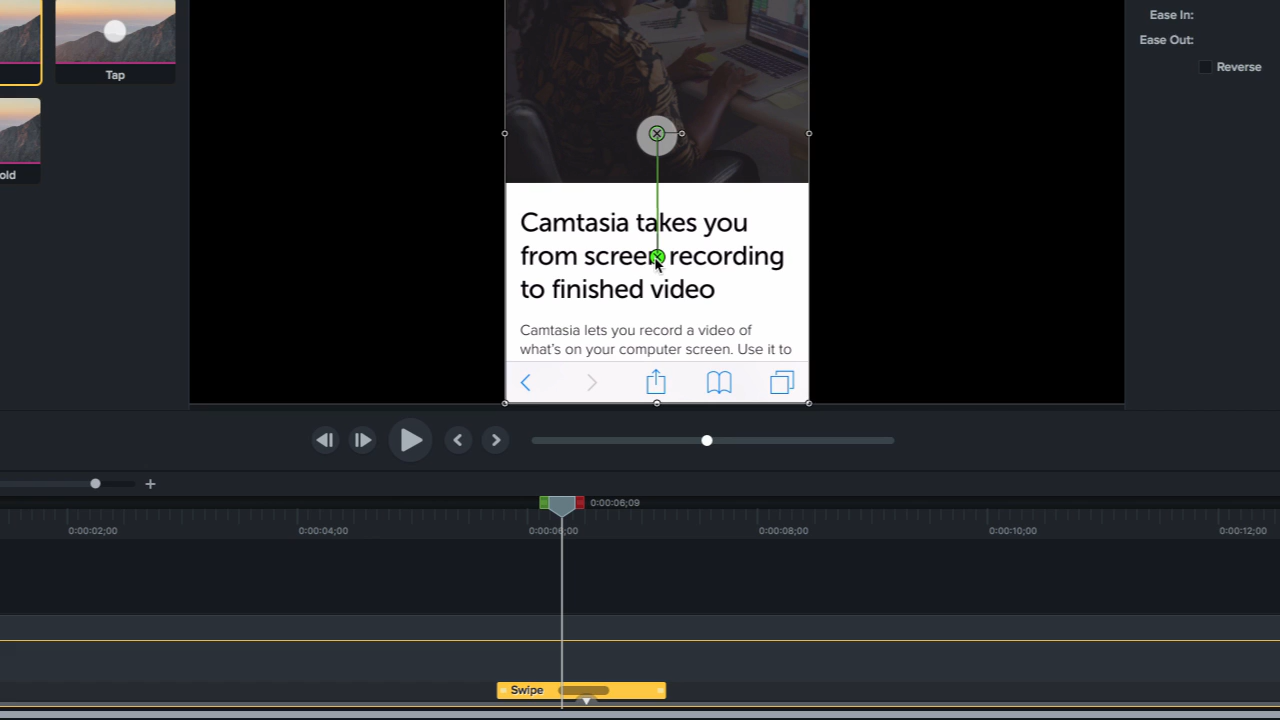 Ease In:
Ease Out:
Reverse
Tap
old
Camtasia takes you
from screen recording
to finished video
Camtasia lets you record a video of
what's on your computer screen. Use it to
0:00:06;09
0:00:02;00
0:00:04;00
0:00:06;00
0:00:08;00
0:00:10;00
0:00:12;00
Swipe